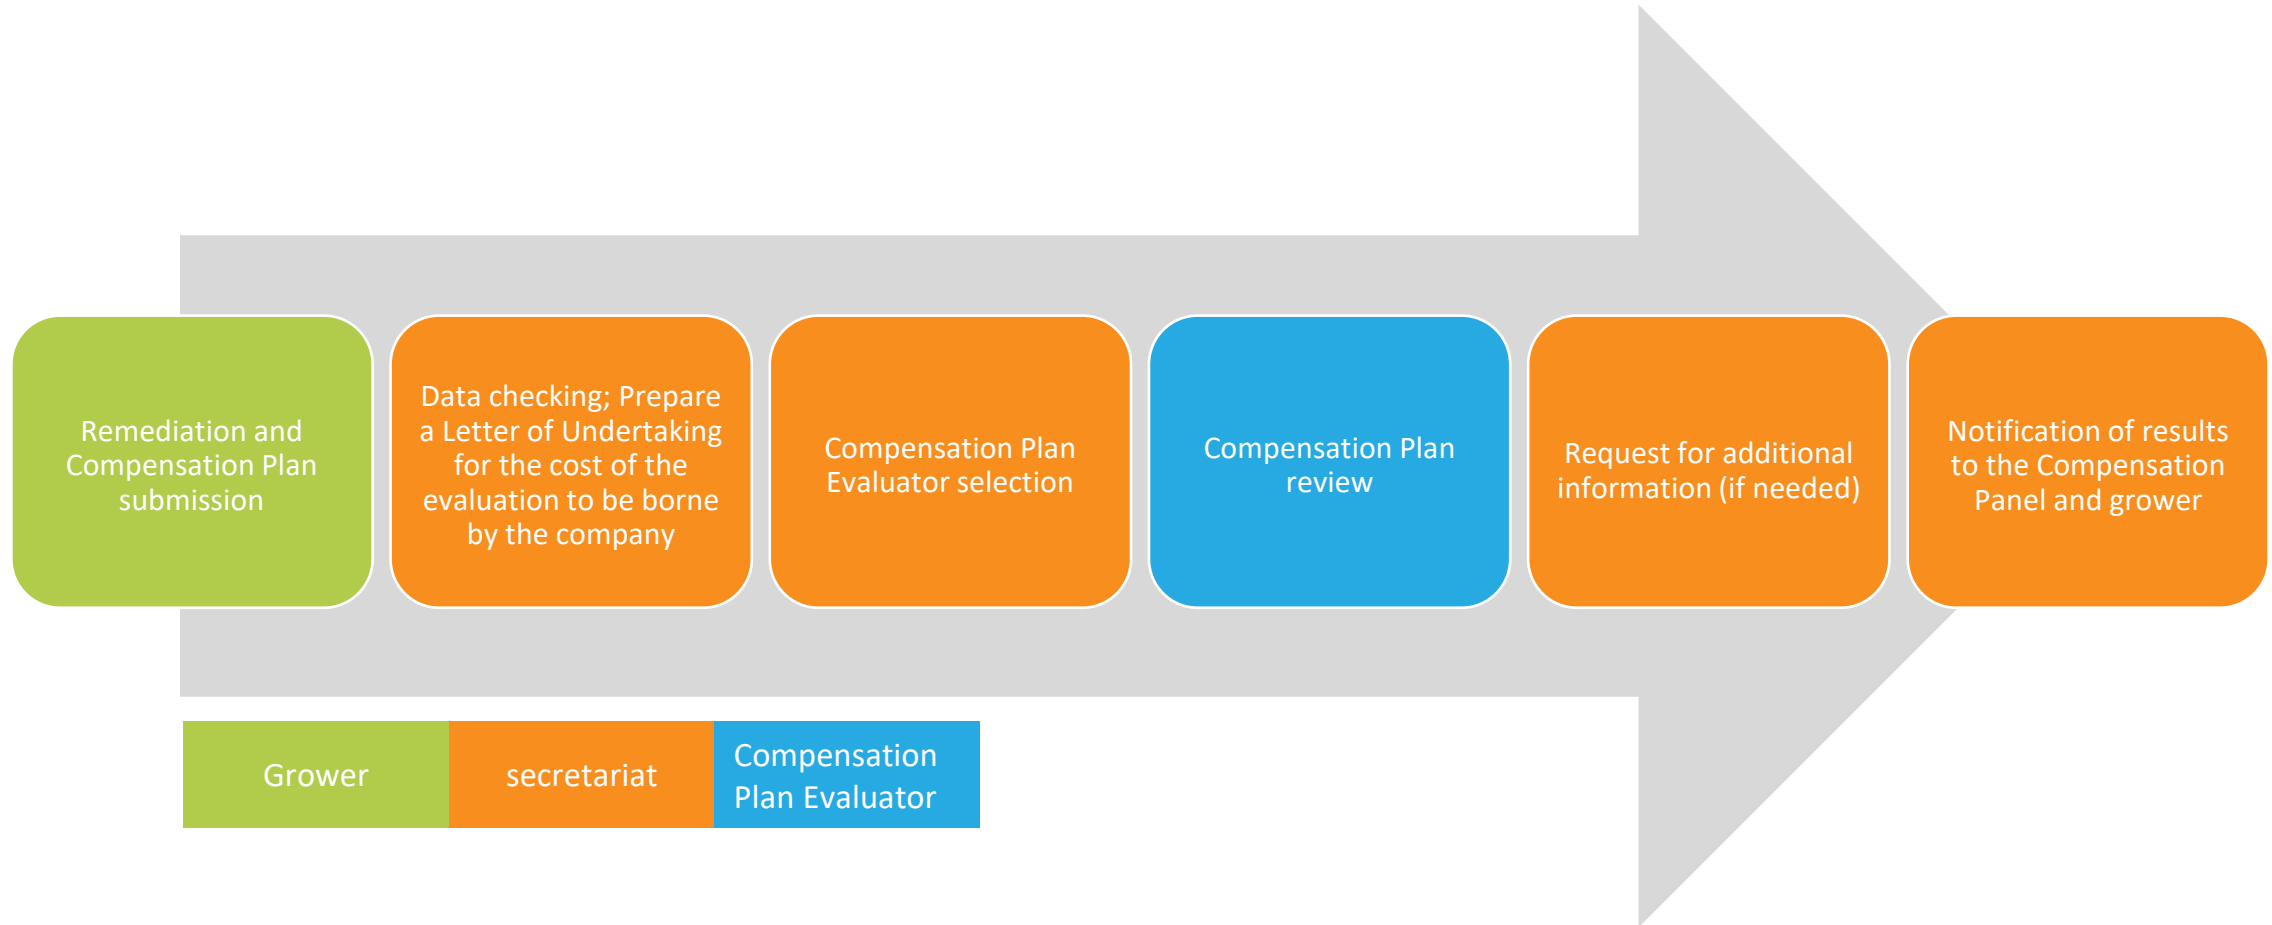 Remediation and
Compensation Plan
submission
Data checking; Prepare
a Letter of Undertaking
for the cost of the
evaluation to be borne
by the company
Compensation Plan
Evaluator selection
Compensation Plan
review
Request for additional
information (if needed)
Notification of results
to the Compensation
Panel and grower
Grower
secretariat
Compensation
Plan Evaluator